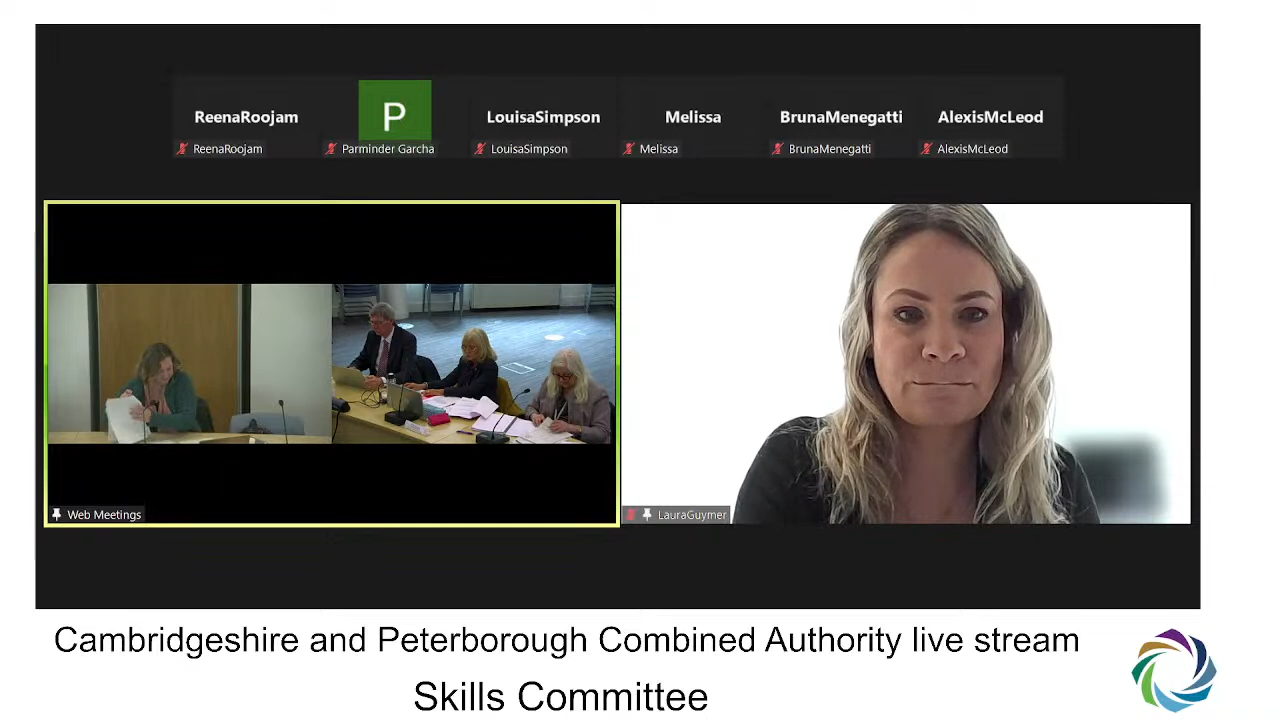 ReenaRoojam
P
LouisaSimpson
Melissa
BrunaMenegatti
AlexisMcLeod
ReenaRoojam
Parminder Garcha
LouisaSimpson
Melissa
BrunaMenegatti
AlexisMcLeod
Web Meetings
LauraGuymer
Cambridgeshire and Peterborough Combined Authority live stream
Skills Committee